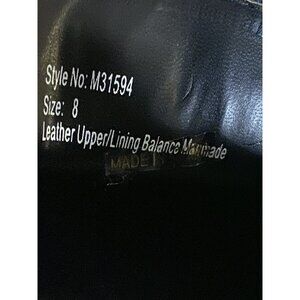 Style No: M31594
Size: 8
Leather Upper/Lining Balance Manmade
MADE I